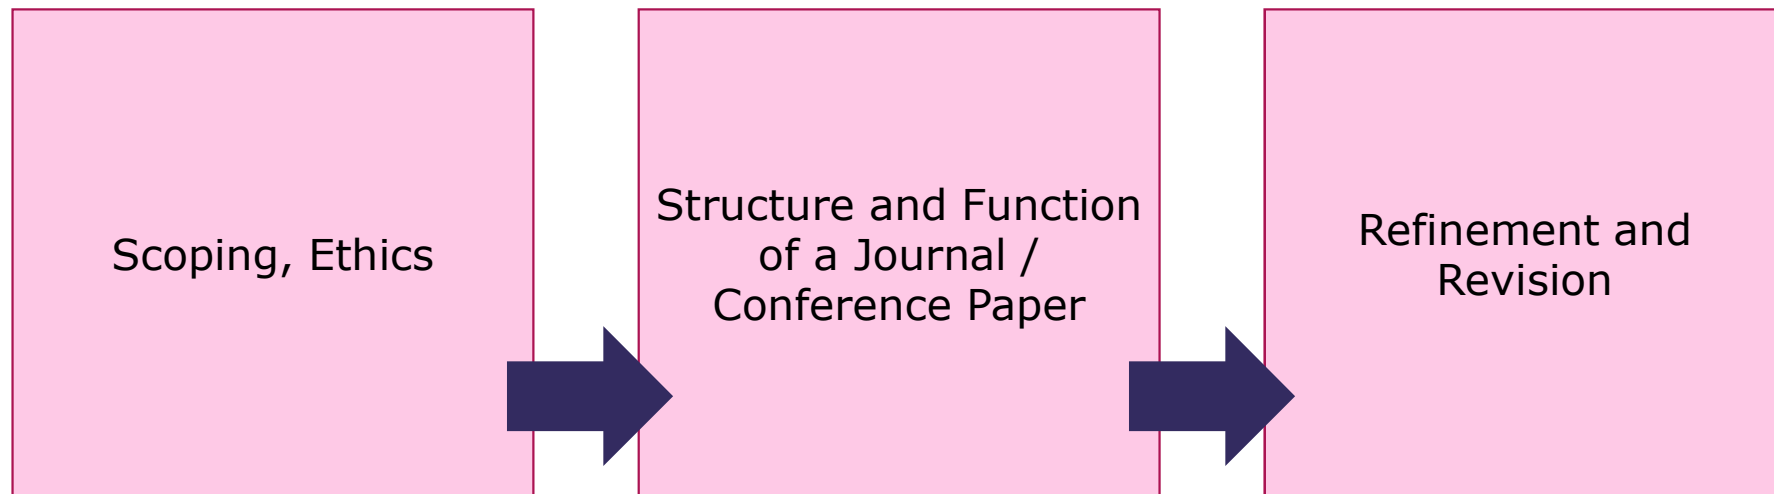 Scoping, Ethics
Structure and Function
of a Journal /
Conference Paper
Refinement and
Revision